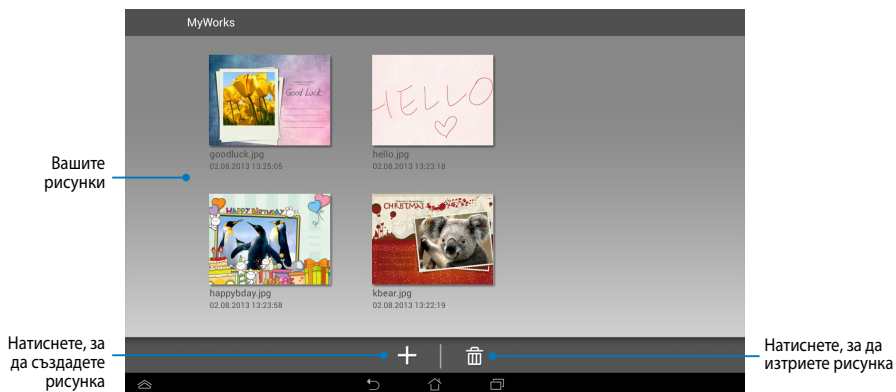 MyWorks
Good Luck
HELLO
goodluck.jpg
hello.jpg
02.08.2013 13:25:05
02.08.2013 13:23:18
Вашите
рисунки
HAPPY BIRTHDAY
CHRISTMAS
happybday.jpg
kbear.jpg
02.08.2013 13:23:58
02.08.2013 13:22:19
Натиснете, за
да създадете
рисунка
Натиснете, за да
изтриете рисунка